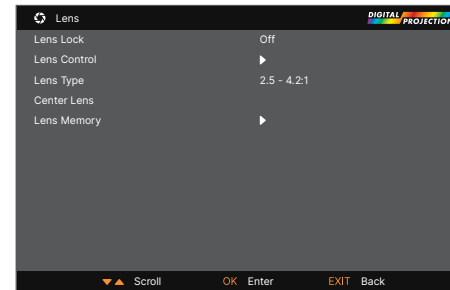 Lens
DIGITAL PROJECTION
Lens Lock Off
Lens Control
Lens Type 2.5 - 4.2:1
Center Lens
Lens Memory
Scroll OK Enter EXIT Back